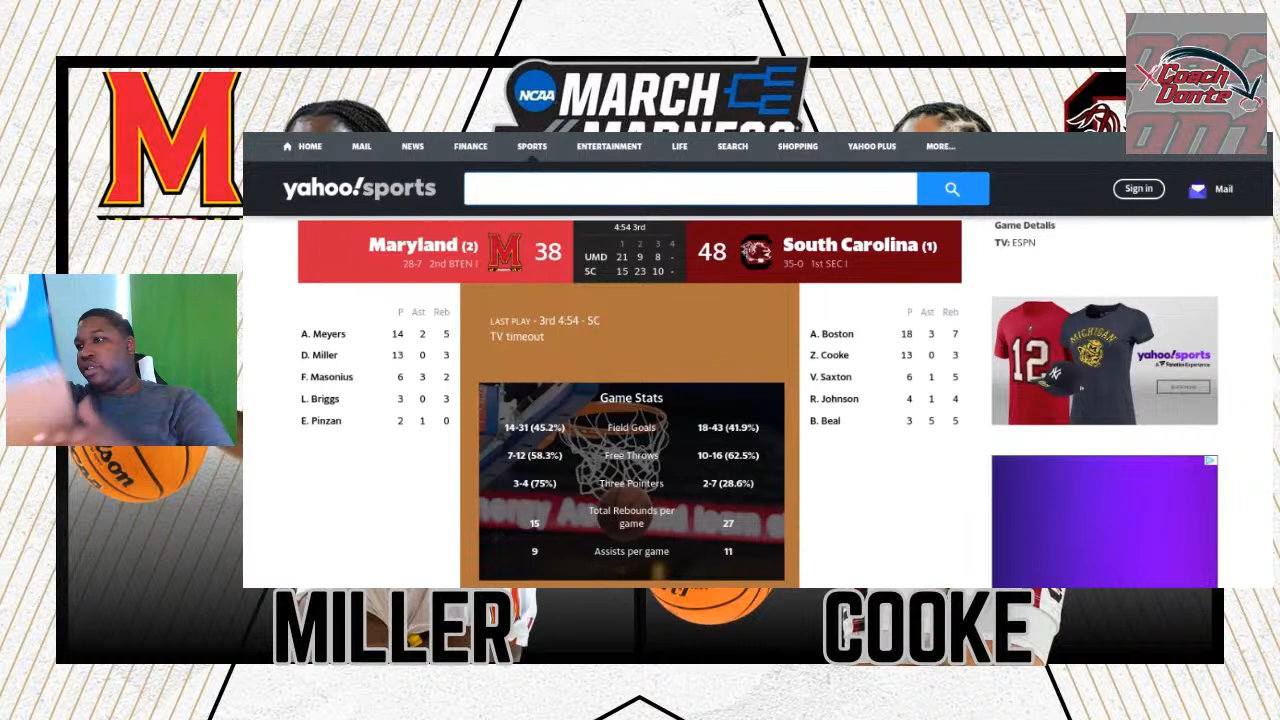 NCAA MARCH
MADNESS
Coach
Donte
HOME MAIL NEWS FINANCE SPORTS ENTERTAINMENT LIFE SEARCH SHOPPING YAHOO PLUS MORE...
yahoo!sports
Sign in
Mail
Maryland (2)
28-7 2nd BTEN I
38
4:54 3rd
1 2 3 4
UMD 21 9 8 -
SC 15 23 10 -
48
South Carolina (1)
35-0 1st SEC I
Game Details
TV: ESPN
P Ast Reb
A. Meyers 14 2 5
D. Miller 13 0 3
F. Masonius 6 3 2
L. Briggs 3 0 3
E. Pinzan 2 1 0
LAST PLAY - 3rd 4:54 - SC
TV timeout
Game Stats
14-31 (45.2%) Field Goals 18-43 (41.9%)
7-12 (58.3%) Free Throws 10-16 (62.5%)
3-4 (75%) Three Pointers 2-7 (28.6%)
15 Total Rebounds per game 27
9 Assists per game 11
P Ast Reb
A. Boston 18 3 7
Z. Cooke 13 0 3
V. Saxton 6 1 5
R. Johnson 4 1 4
B. Beal 3 5 5
12
MICHIGAN
yahoo!sports
MILLER
COOKE